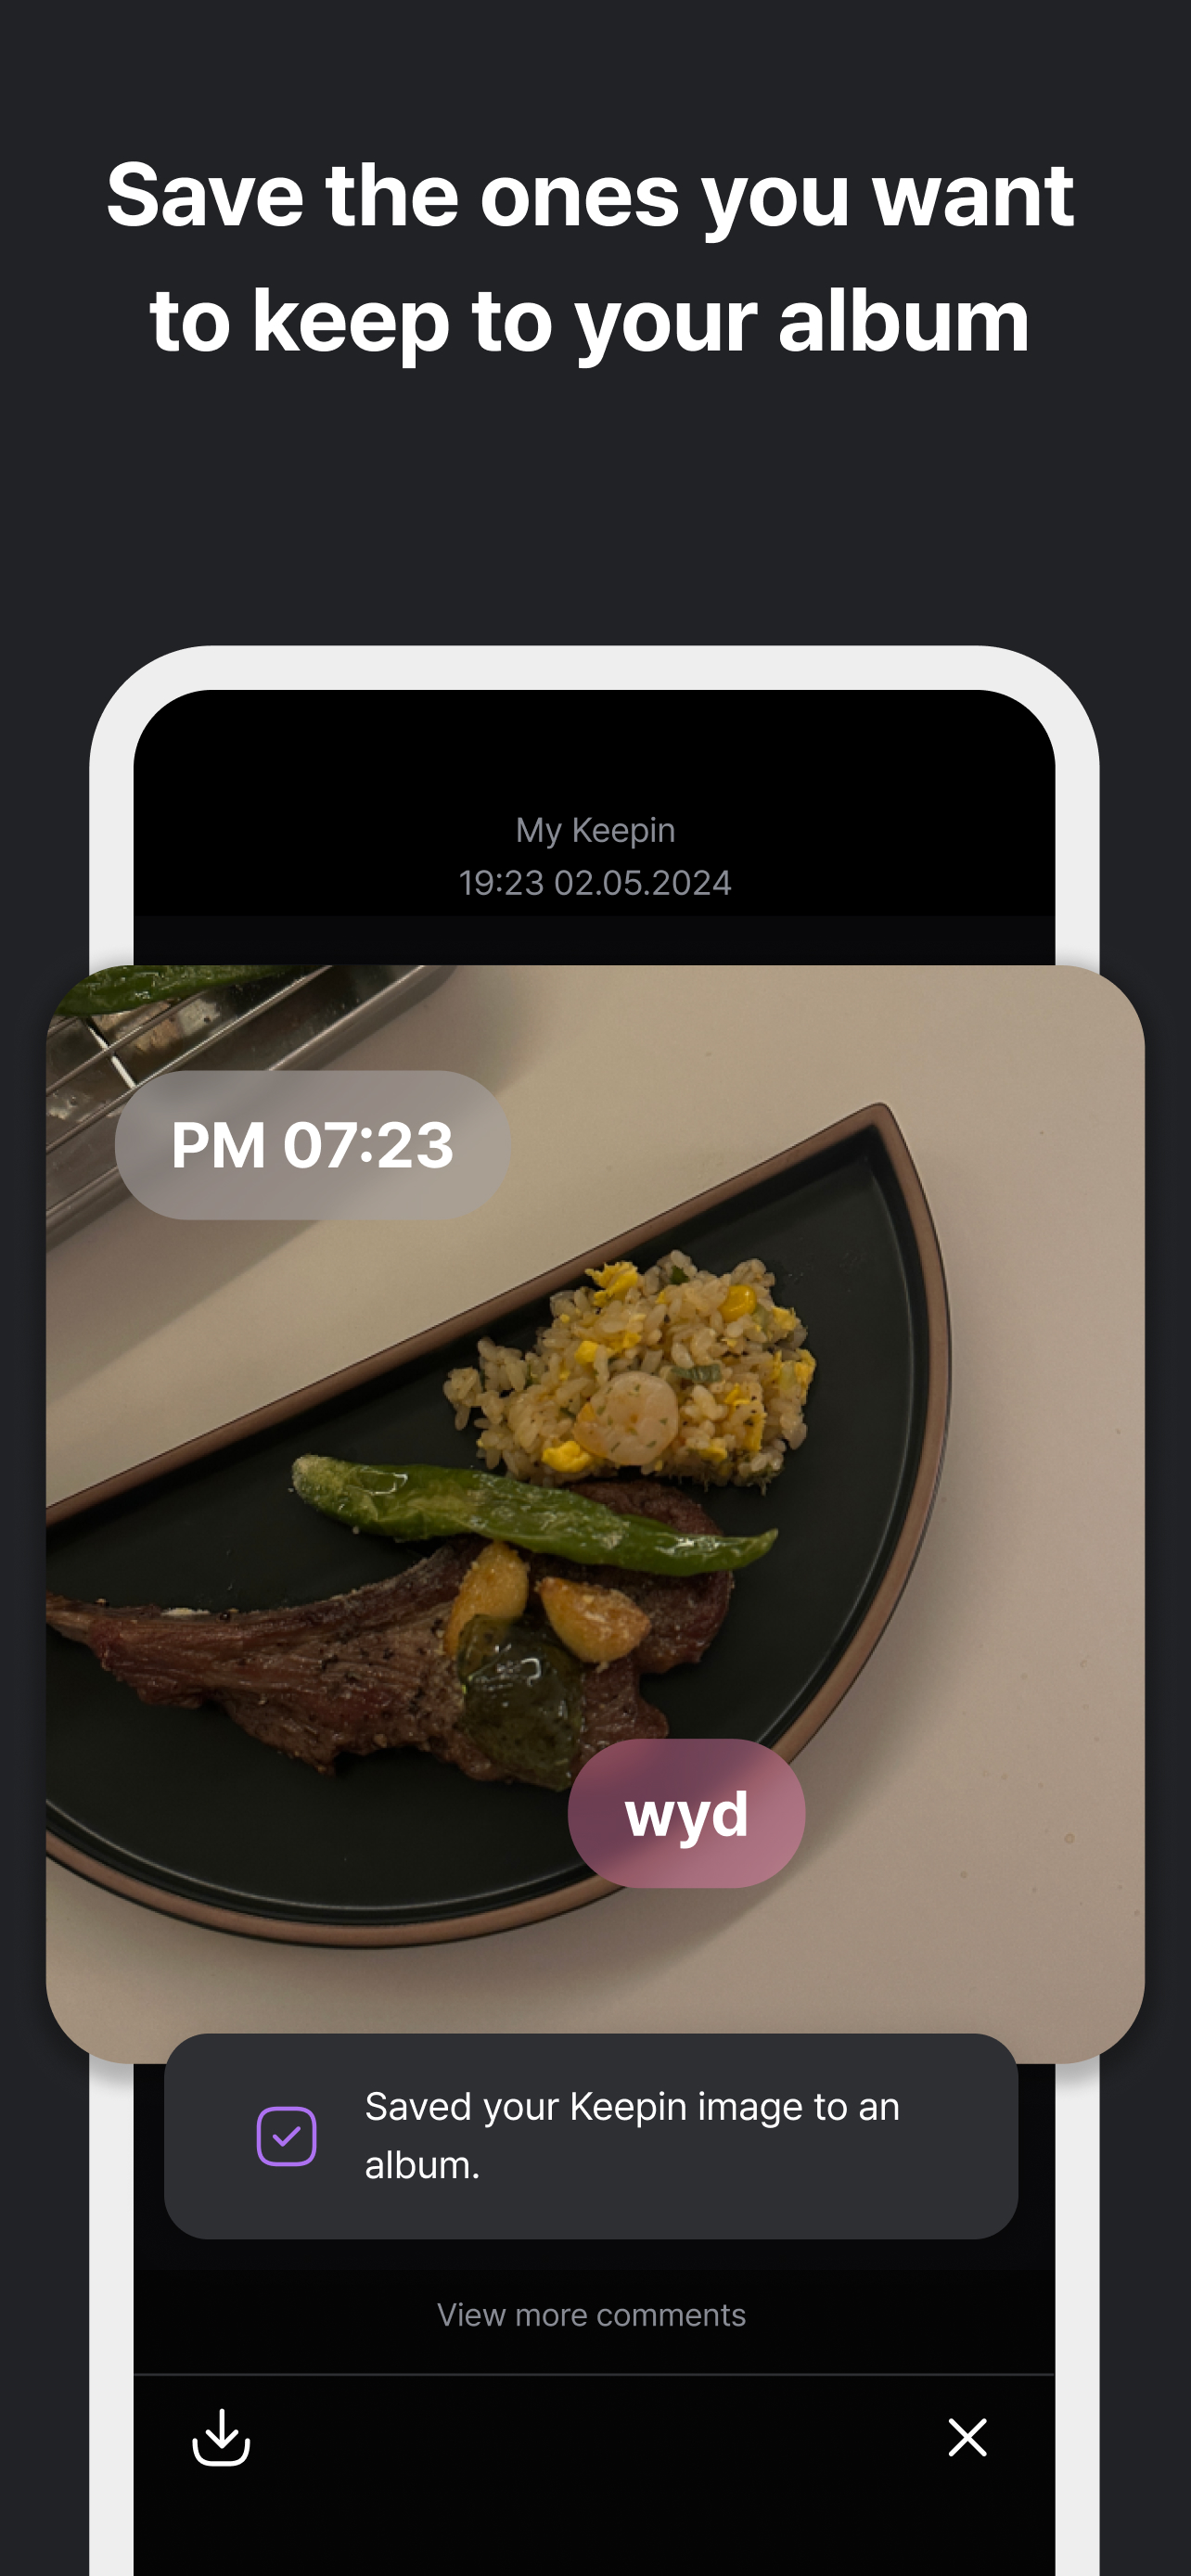 Save the ones you want
to keep to your album
My Keepin
19:23 02.05.2024
PM 07:23
wyd
Saved your Keepin image to an
album.
View more comments